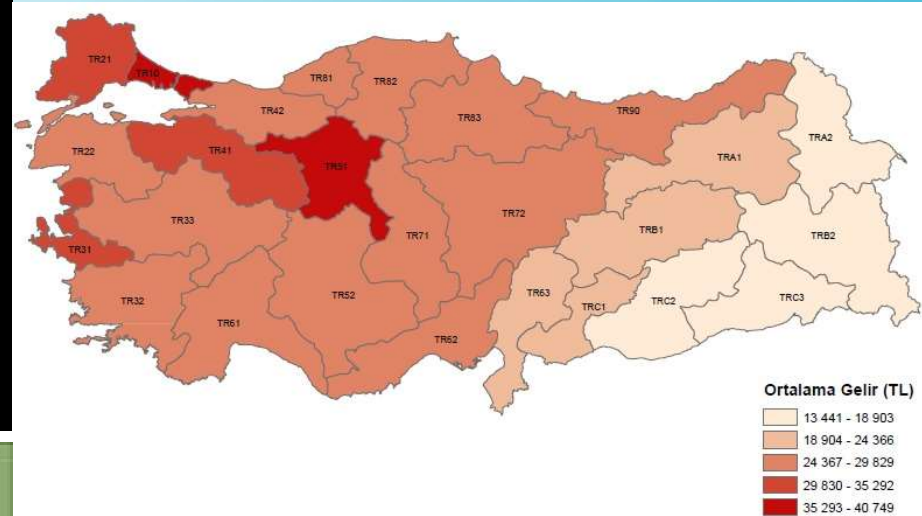 TR21
TR10
TR81
TR82
TR42
TR83
TR90
TR22
TR41
TR51
TRA1
TRA2
TR33
TR72
TR71
TRB1
TRB2
TR31
TR32
TR61
TR52
TR62
TR63
TRC1
TRC2
TRC3
Ortalama Gelir (TL)
13 441 - 18 903
18 904 - 24 366
24 367 - 29 829
29 830 - 35 292
35 293 - 40 749